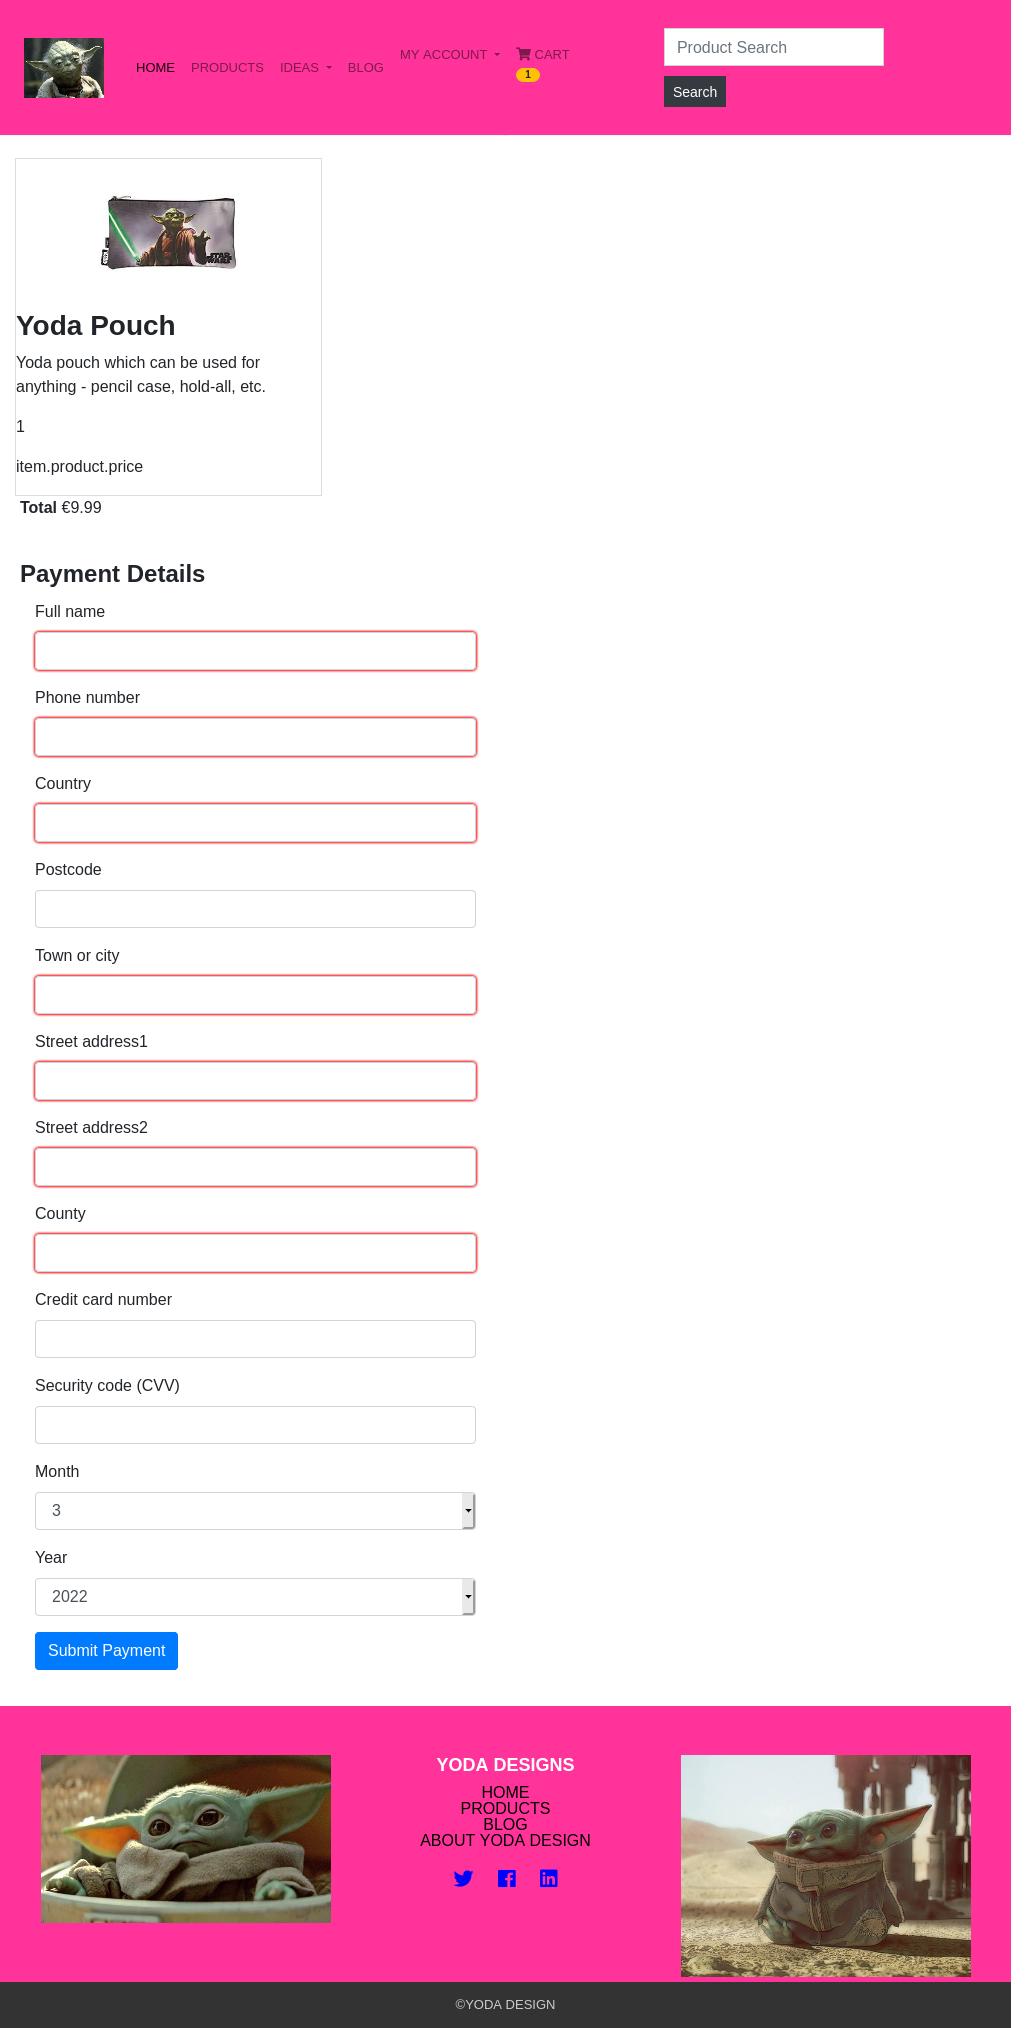 HOME
PRODUCTS
IDEAS
BLOG
MY ACCOUNT
CART
1
Product Search
Search
STAR
WARS
Yoda Pouch
Yoda pouch which can be used for
anything - pencil case, hold-all, etc.
1
item.product.price
Total €9.99
Payment Details
Full name
Phone number
Country
Postcode
Town or city
Street address1
Street address2
County
Credit card number
Security code (CVV)
Month
3
Year
2022
Submit Payment
YODA DESIGNS
HOME
PRODUCTS
BLOG
ABOUT YODA DESIGN
©YODA DESIGN